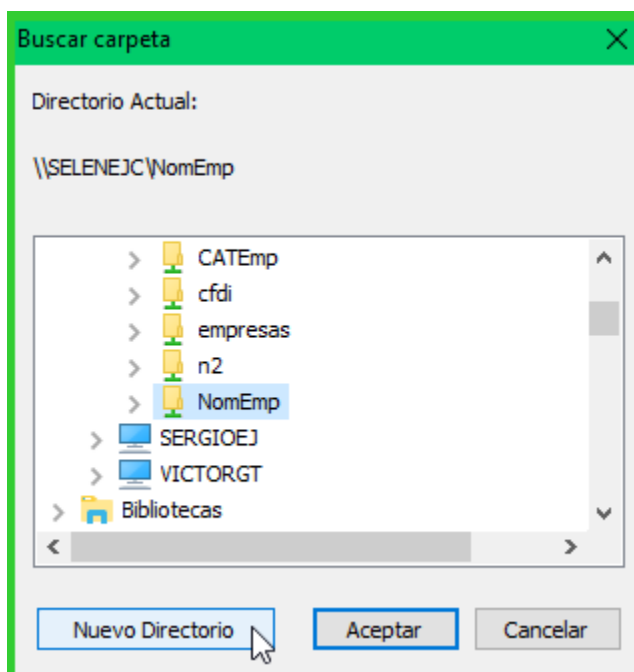 Buscar carpeta
Directorio Actual:
\\SELENEJC\NomEmp
CATEmp
cfdi
empresas
n2
NomEmp
SERGIOEJ
VICTORGT
Bibliotecas
Nuevo Directorio
Aceptar
Cancelar